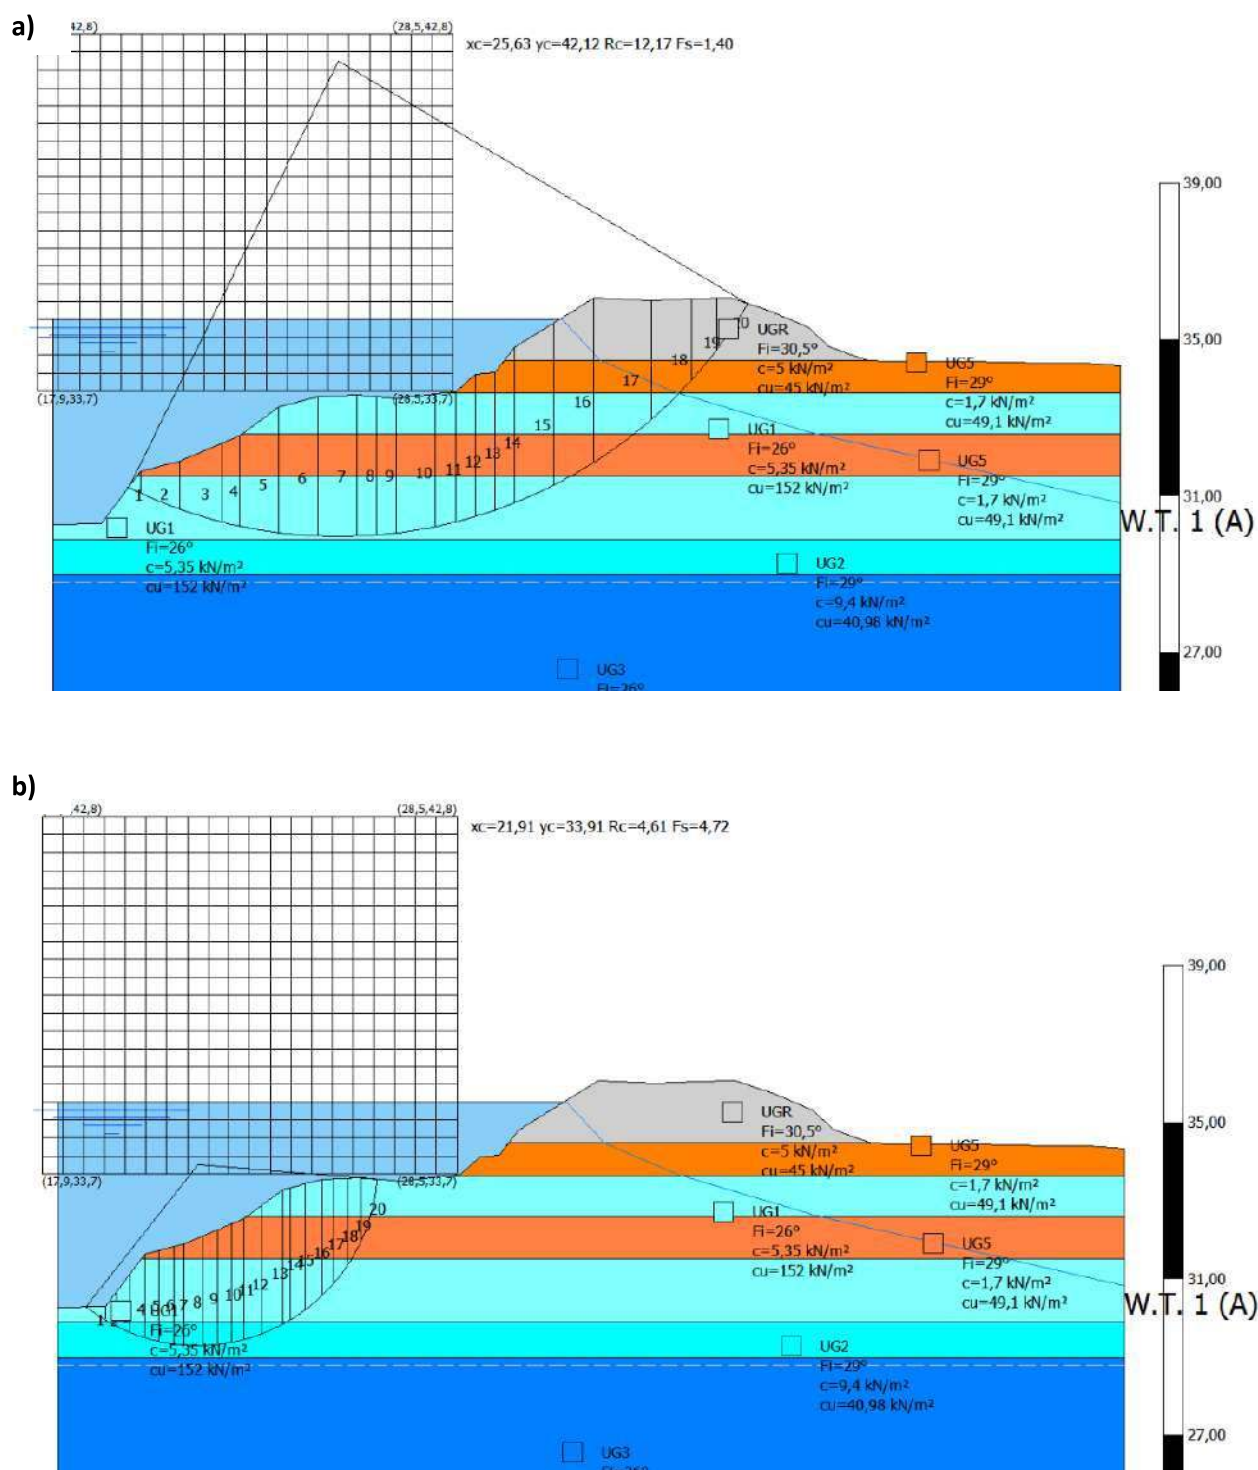 a)
,42,8)
(28,5,42,8)
xc=25,63 yc=42,12 Rc=12,17 Fs=1,40
39,00
UGR
Fi=30,5°
c=5 kN/m²
cu=45 kN/m²
35,00
UG5
Fi=29°
c=1,7 kN/m²
cu=49,1 kN/m²
(17,9,33,7)
(28,5,33,7)
UG1
Fi=26°
c=5,35 kN/m²
cu=152 kN/m²
UG5
Fi=29°
c=1,7 kN/m²
cu=49,1 kN/m²
1 2 3 4 5 6 7 8 9 10 11 12 13 14 15 16 17 18 19 20
31,00
W.T. 1 (A)
UG1
Fi=26°
c=5,35 kN/m²
cu=152 kN/m²
UG2
Fi=29°
c=9,4 kN/m²
cu=40,98 kN/m²
27,00
UG3
Fi=26°
b)
,42,8)
(28,5,42,8)
xc=21,91 yc=33,91 Rc=4,61 Fs=4,72
39,00
UGR
Fi=30,5°
c=5 kN/m²
cu=45 kN/m²
35,00
UG5
Fi=29°
c=1,7 kN/m²
cu=49,1 kN/m²
(17,9,33,7)
(28,5,33,7)
UG1
Fi=26°
c=5,35 kN/m²
cu=152 kN/m²
UG5
Fi=29°
c=1,7 kN/m²
cu=49,1 kN/m²
1 4 5 6 7 8 9 10 11 12 13 14 15 16 17 18 19 20
31,00
W.T. 1 (A)
UG1
Fi=26°
c=5,35 kN/m²
cu=152 kN/m²
UG2
Fi=29°
c=9,4 kN/m²
cu=40,98 kN/m²
27,00
UG3